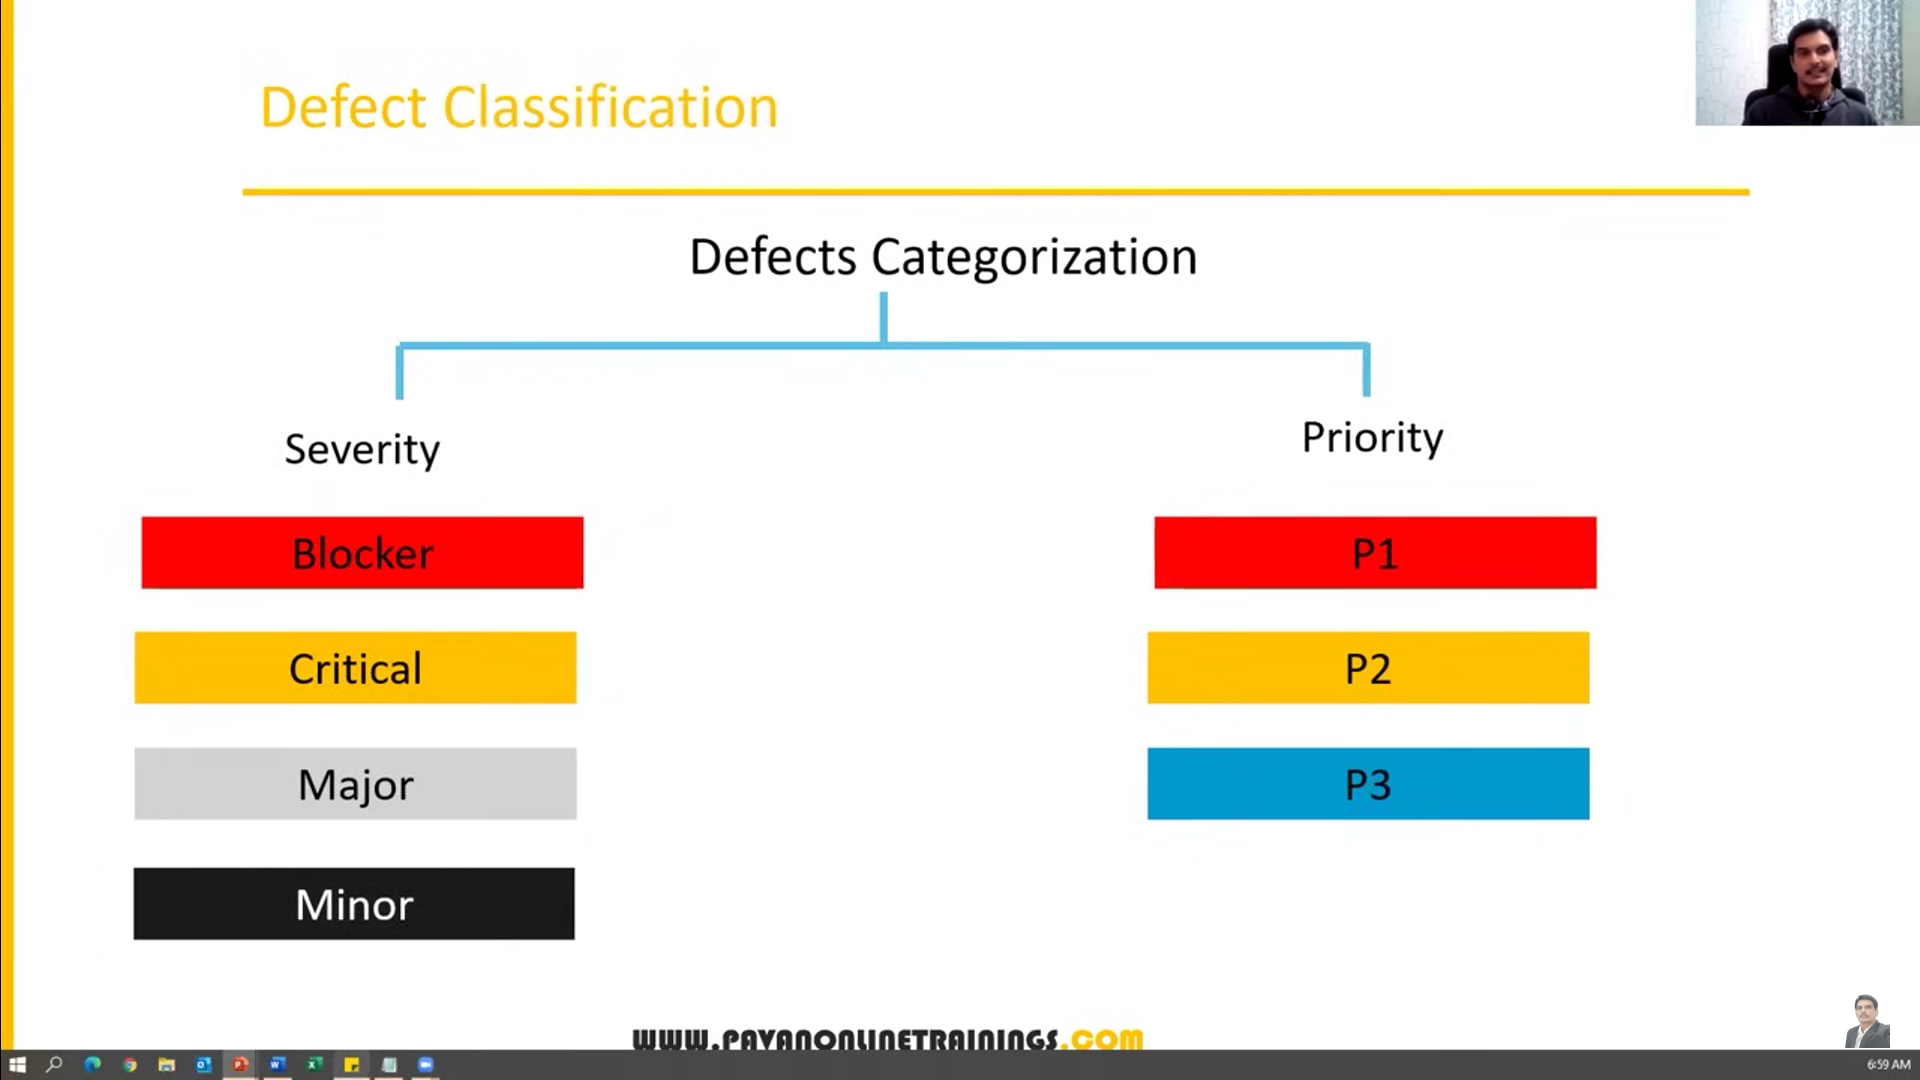 Defect Classification
Defects Categorization
Severity
Priority
Blocker
P1
Critical
P2
Major
P3
Minor
WWW.PAVANONLINETRAININGS.COM
6:59 AM